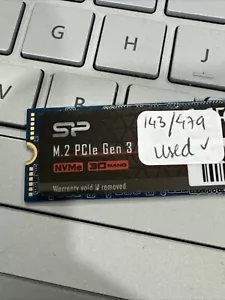 SP
143/479
M.2 PCIe Gen 3
used ✓
NVMe 3D NAND
Warranty void if removed